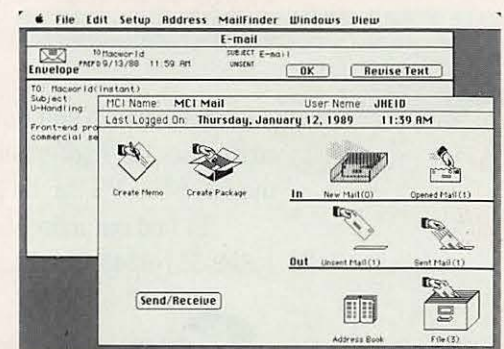 File Edit Setup Address MailFinder Windows View
E-mail
TO Macworld
SUBJECT E-mail
Envelope
PREPD 9/13/88 11:59 AM
UNSENT
OK
Revise Text
TO: Macworld(instant)
Subject
U-Handling
Front-end pro
commercial se
MCI Name: MCI Mail User Name JHEID
Last Logged On: Thursday, January 12, 1989 11:39 AM
Create Memo
Create Package
In
New Mail(0)
Opened Mail(1)
Out
Unsent Mail(1)
Sent Mail(1)
Send/Receive
Address Book
File(3)